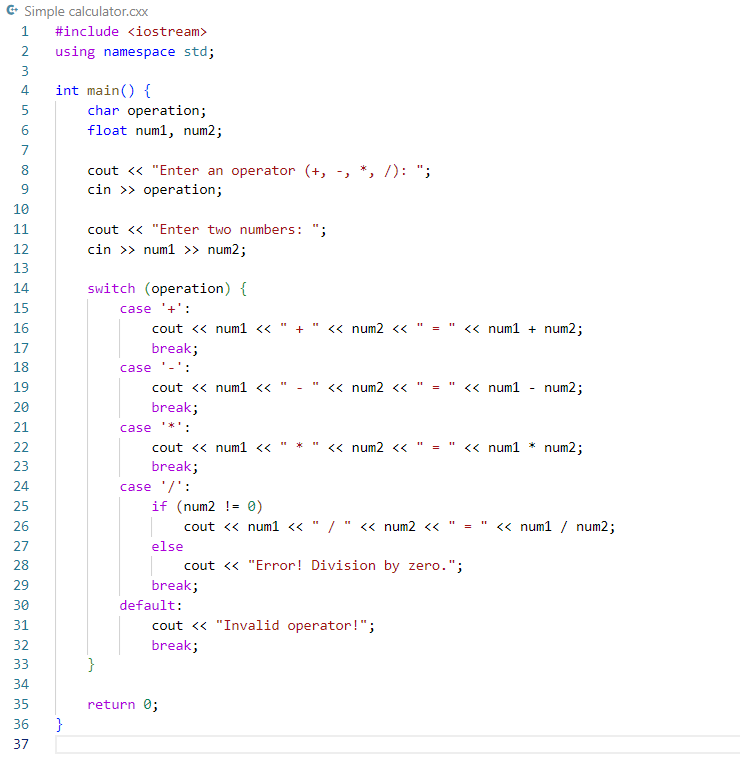 Simple calculator.cxx
1 #include <iostream>
2 using namespace std;
3
4 int main() {
5     char operation;
6     float num1, num2;
7
8     cout << "Enter an operator (+, -, *, /): ";
9     cin >> operation;
10
11     cout << "Enter two numbers: ";
12     cin >> num1 >> num2;
13
14     switch (operation) {
15         case '+':
16             cout << num1 << " + " << num2 << " = " << num1 + num2;
17             break;
18         case '-':
19             cout << num1 << " - " << num2 << " = " << num1 - num2;
20             break;
21         case '*':
22             cout << num1 << " * " << num2 << " = " << num1 * num2;
23             break;
24         case '/':
25             if (num2 != 0)
26                 cout << num1 << " / " << num2 << " = " << num1 / num2;
27             else
28                 cout << "Error! Division by zero.";
29             break;
30         default:
31             cout << "Invalid operator!";
32             break;
33     }
34
35     return 0;
36 }
37